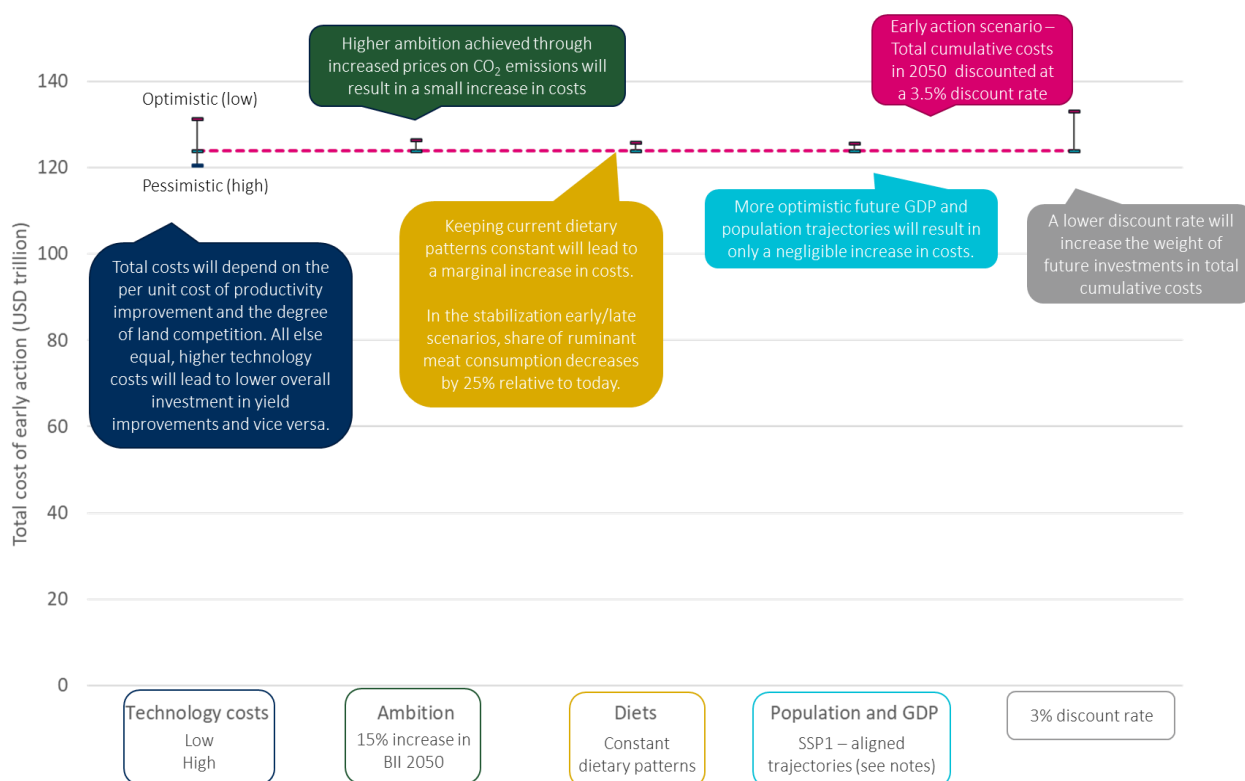 Total cost of early action (USD trillion)
140
120
100
80
60
40
20
0
Optimistic (low)
Pessimistic (high)
Total costs will depend on the
per unit cost of productivity
improvement and the degree
of land competition. All else
equal, higher technology
costs will lead to lower overall
investment in yield
improvements and vice versa.
Higher ambition achieved through
increased prices on CO₂ emissions will
result in a small increase in costs
Keeping current dietary
patterns constant will lead to
a marginal increase in costs.
In the stabilization early/late
scenarios, share of ruminant
meat consumption decreases
by 25% relative to today.
More optimistic future GDP and
population trajectories will result in
only a negligible increase in costs.
Early action scenario –
Total cumulative costs
in 2050 discounted at
a 3.5% discount rate
A lower discount rate will
increase the weight of
future investments in total
cumulative costs
Technology costs
Low
High
Ambition
15% increase in
BII 2050
Diets
Constant
dietary patterns
Population and GDP
SSP1 – aligned
trajectories (see notes)
3% discount rate